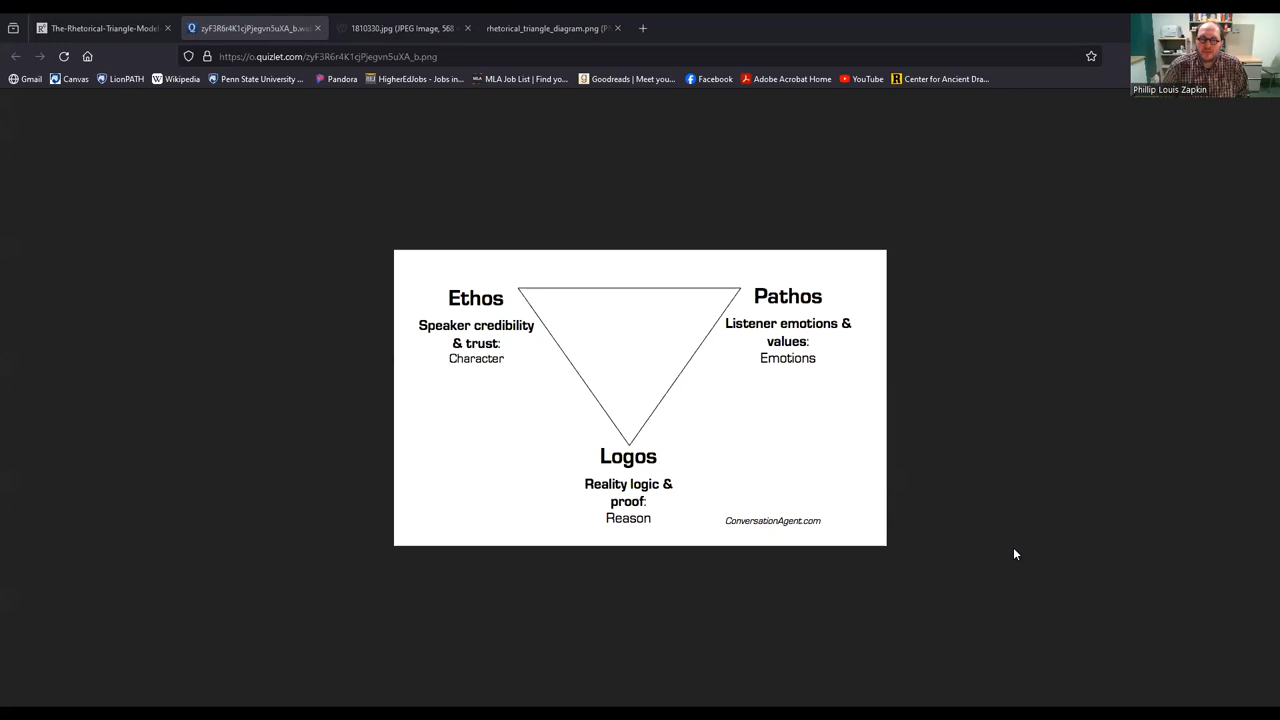 The-Rhetorical-Triangle-Model
zyF3R6r4K1cjPjegvn5uXA_b.we
1810330.jpg (JPEG Image, 568
rhetorical_triangle_diagram.png (P
https://o.quizlet.com/zyF3R6r4K1cjPjegvn5uXA_b.png
Gmail
Canvas
LionPATH
Wikipedia
Penn State University ...
Pandora
HigherEdJobs - Jobs in...
MLA Job List | Find yo...
Goodreads | Meet your...
Facebook
Adobe Acrobat Home
YouTube
Center for Ancient Dra...
Phillip Louis Zapkin
Ethos
Speaker credibility
& trust:
Character
Pathos
Listener emotions &
values:
Emotions
Logos
Reality logic &
proof:
Reason
ConversationAgent.com